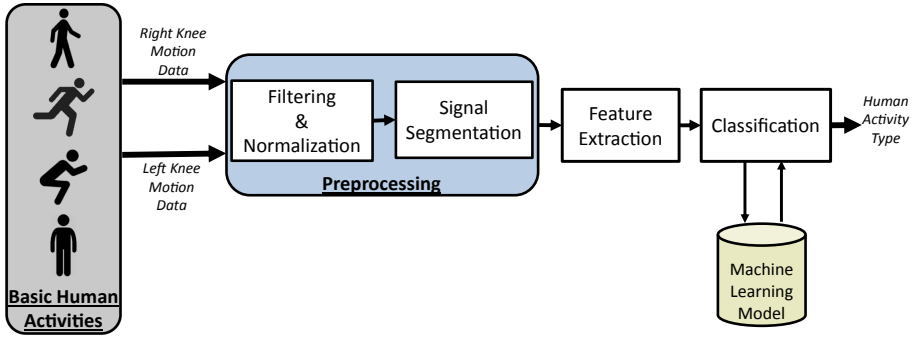 Right Knee
Motion
Data
Left Knee
Motion
Data
Basic Human
Activities
Filtering
&
Normalization
Signal
Segmentation
Preprocessing
Feature
Extraction
Classification
Human
Activity
Type
Machine
Learning
Model